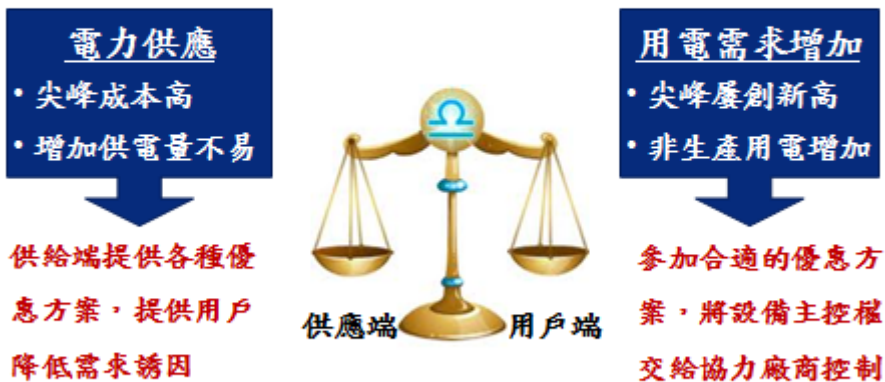 電力供應
• 尖峰成本高
• 增加供電量不易
供給端提供各種優
惠方案，提供用戶
降低需求誘因
供應端
用戶端
用電需求增加
• 尖峰屢創新高
• 非生產用電增加
參加合適的優惠方
案，將設備主控權
交給協力廠商控制